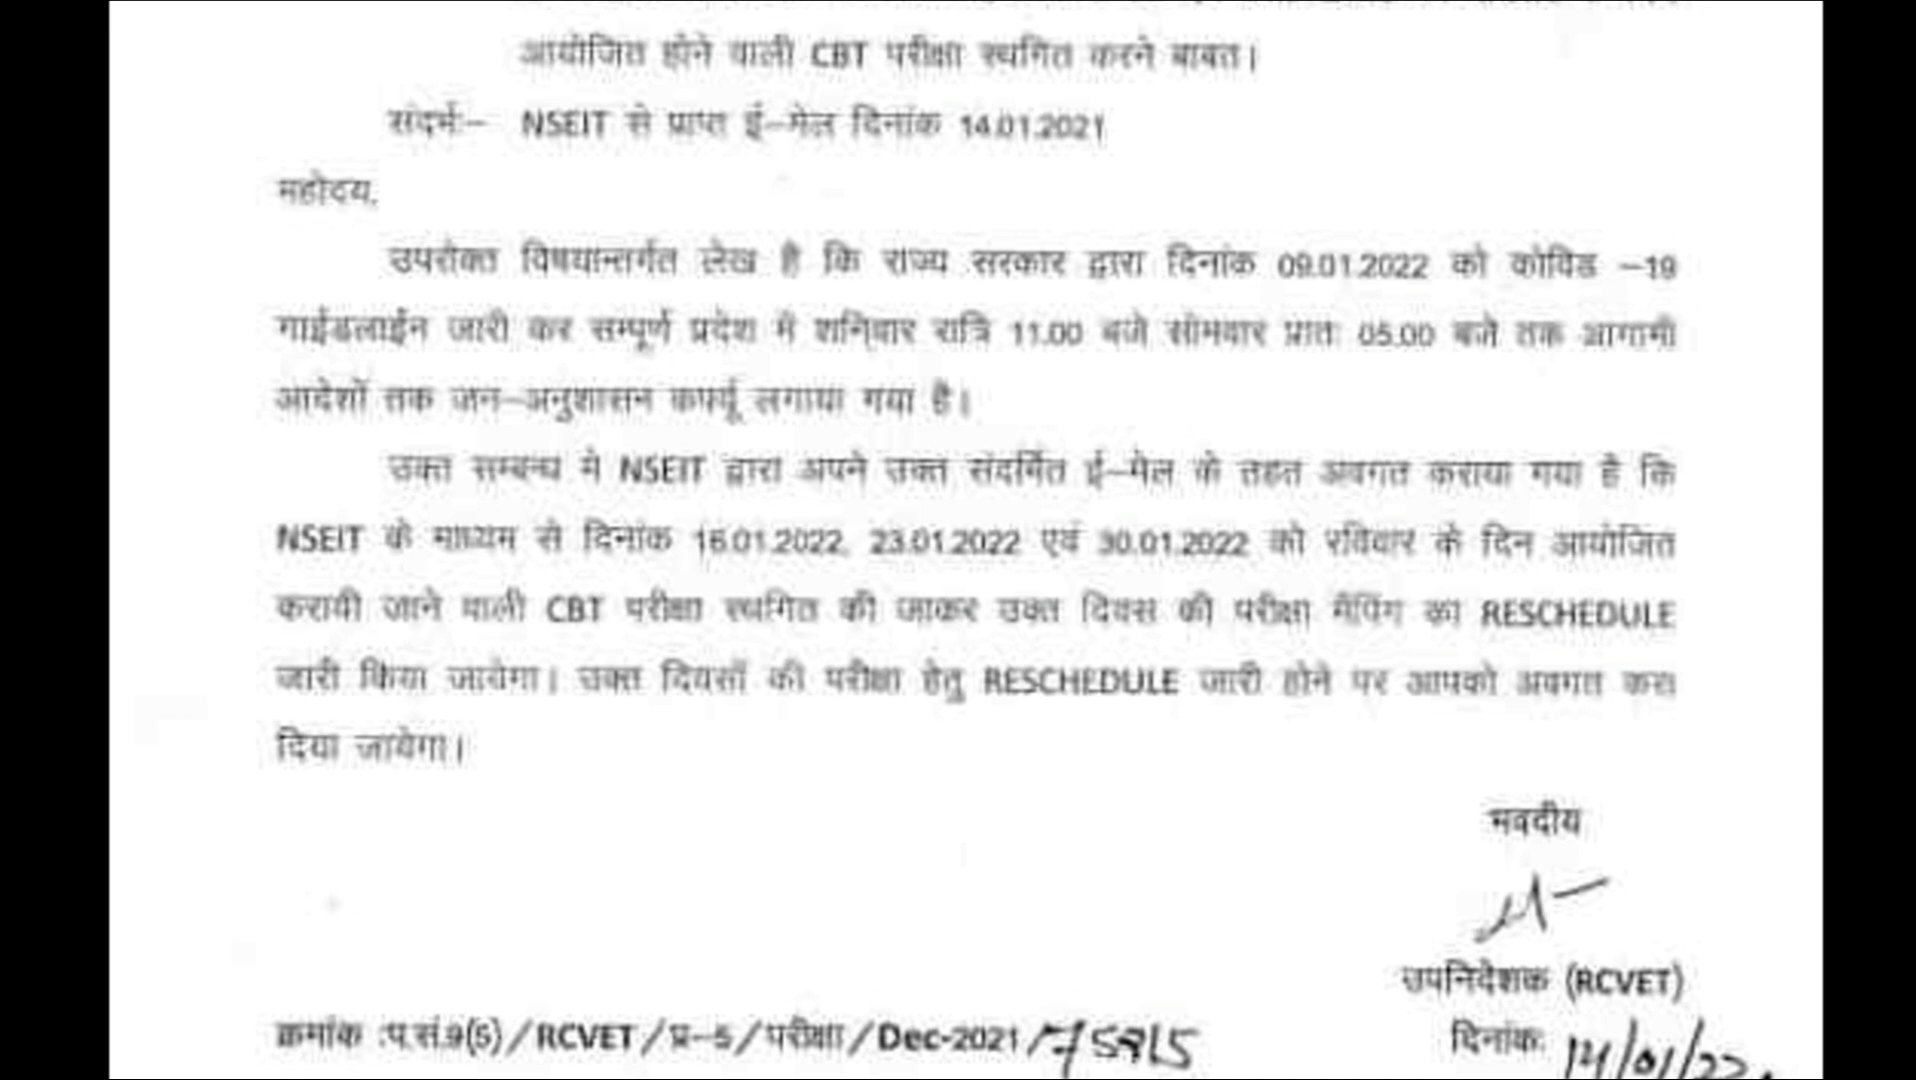 आयोजित होने वाली CBT परीक्षा स्थगित करने बाबत।
संदर्भः– NSEIT से प्राप्त ई–मेल दिनांक 14.01.2021
महोदय,
उपरोक्त विषयान्तर्गत लेख है कि राज्य सरकार द्वारा दिनांक 09.01.2022 को कोविड –19
गाईडलाईन जारी कर सम्पूर्ण प्रदेश में शनिवार रात्रि 11.00 बजे सोमवार प्रातः 05.00 बजे तक आगामी
आदेशों तक जन–अनुशासन कर्फ्यू लगाया गया है।
उक्त सम्बन्ध में NSEIT द्वारा अपने उक्त संदर्भित ई–मेल के तहत अवगत कराया गया है कि
NSEIT के माध्यम से दिनांक 16.01.2022, 23.01.2022 एवं 30.01.2022 को रविवार के दिन आयोजित
करायी जाने वाली CBT परीक्षा स्थगित की जाकर उक्त दिवस की परीक्षा मैपिंग का RESCHEDULE
जारी किया जायेगा। उक्त दिवसों की परीक्षा हेतु RESCHEDULE जारी होने पर आपको अवगत करा
दिया जायेगा।
भवदीय
उपनिदेशक (RCVET)
क्रमांक :प.सं.9(5)/RCVET/प्र–5/परीक्षा/Dec-2021/
दिनांकः 14/01/22